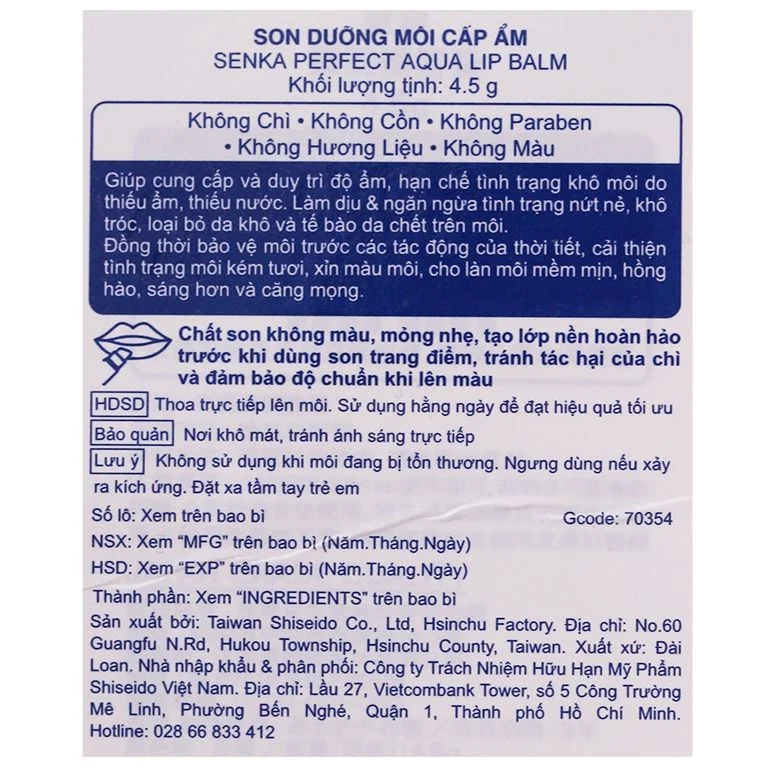 SON DƯỠNG MÔI CẤP ẨM
SENKA PERFECT AQUA LIP BALM
Khối lượng tịnh: 4.5 g
Không Chì • Không Cồn • Không Paraben
• Không Hương Liệu • Không Màu
Giúp cung cấp và duy trì độ ẩm, hạn chế tình trạng khô môi do
thiếu ẩm, thiếu nước. Làm dịu & ngăn ngừa tình trạng nứt nẻ, khô
tróc, loại bỏ da khô và tế bào da chết trên môi.
Đồng thời bảo vệ môi trước các tác động của thời tiết, cải thiện
tình trạng môi kém tươi, xỉn màu môi, cho làn môi mềm mịn, hồng
hào, sáng hơn và căng mọng.
Chất son không màu, mỏng nhẹ, tạo lớp nền hoàn hảo
trước khi dùng son trang điểm, tránh tác hại của chì
và đảm bảo độ chuẩn khi lên màu
HDSD Thoa trực tiếp lên môi. Sử dụng hằng ngày để đạt hiệu quả tối ưu
Bảo quản Nơi khô mát, tránh ánh sáng trực tiếp
Lưu ý Không sử dụng khi môi đang bị tổn thương. Ngưng dùng nếu xảy
ra kích ứng. Đặt xa tầm tay trẻ em
Số lô: Xem trên bao bì Gcode: 70354
NSX: Xem “MFG” trên bao bì (Năm.Tháng.Ngày)
HSD: Xem “EXP” trên bao bì (Năm.Tháng.Ngày)
Thành phần: Xem “INGREDIENTS” trên bao bì
Sản xuất bởi: Taiwan Shiseido Co., Ltd, Hsinchu Factory. Địa chỉ: No.60
Guangfu N.Rd, Hukou Township, Hsinchu County, Taiwan. Xuất xứ: Đài
Loan. Nhà nhập khẩu & phân phối: Công ty Trách Nhiệm Hữu Hạn Mỹ Phẩm
Shiseido Việt Nam. Địa chỉ: Lầu 27, Vietcombank Tower, số 5 Công Trường
Mê Linh, Phường Bến Nghé, Quận 1, Thành phố Hồ Chí Minh.
Hotline: 028 66 833 412